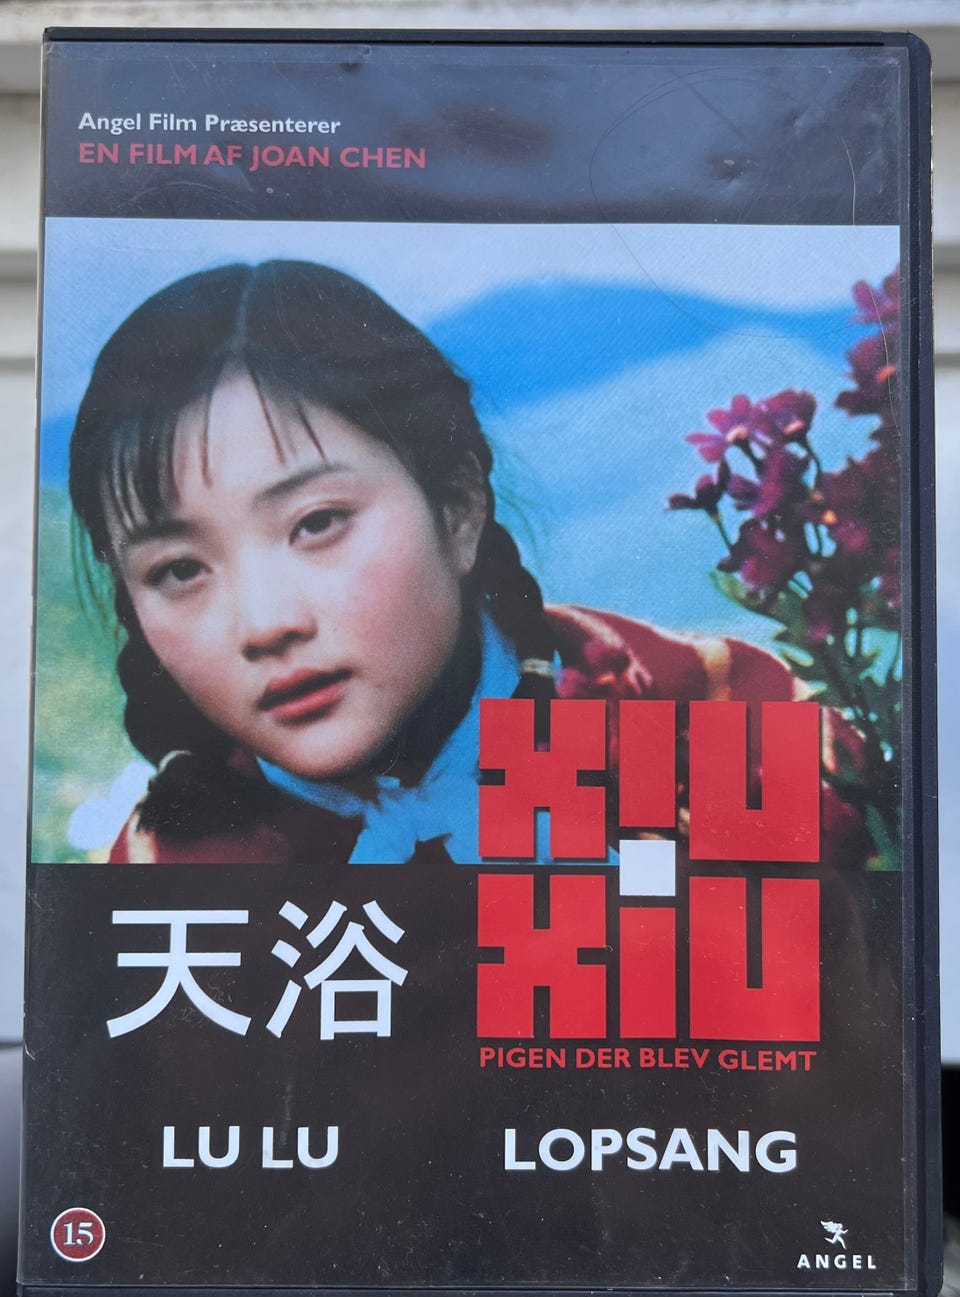 Angel Film Præsenterer
EN FILM AF JOAN CHEN
XIU
XIU
天浴
PIGEN DER BLEV GLEMT
LU LU
LOPSANG
15
ANGEL